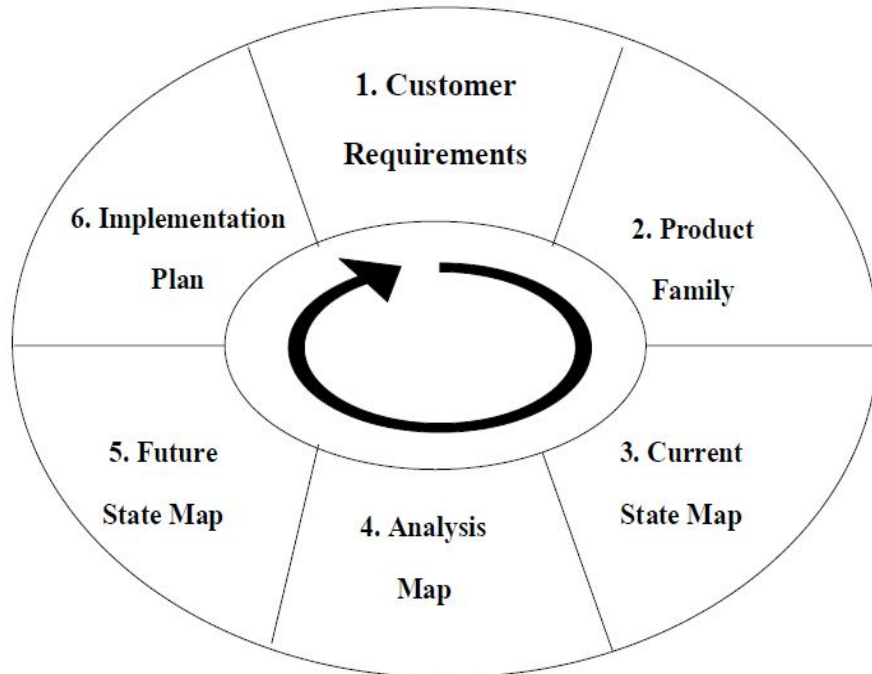 1. Customer
Requirements
2. Product
Family
3. Current
State Map
4. Analysis
Map
5. Future
State Map
6. Implementation
Plan